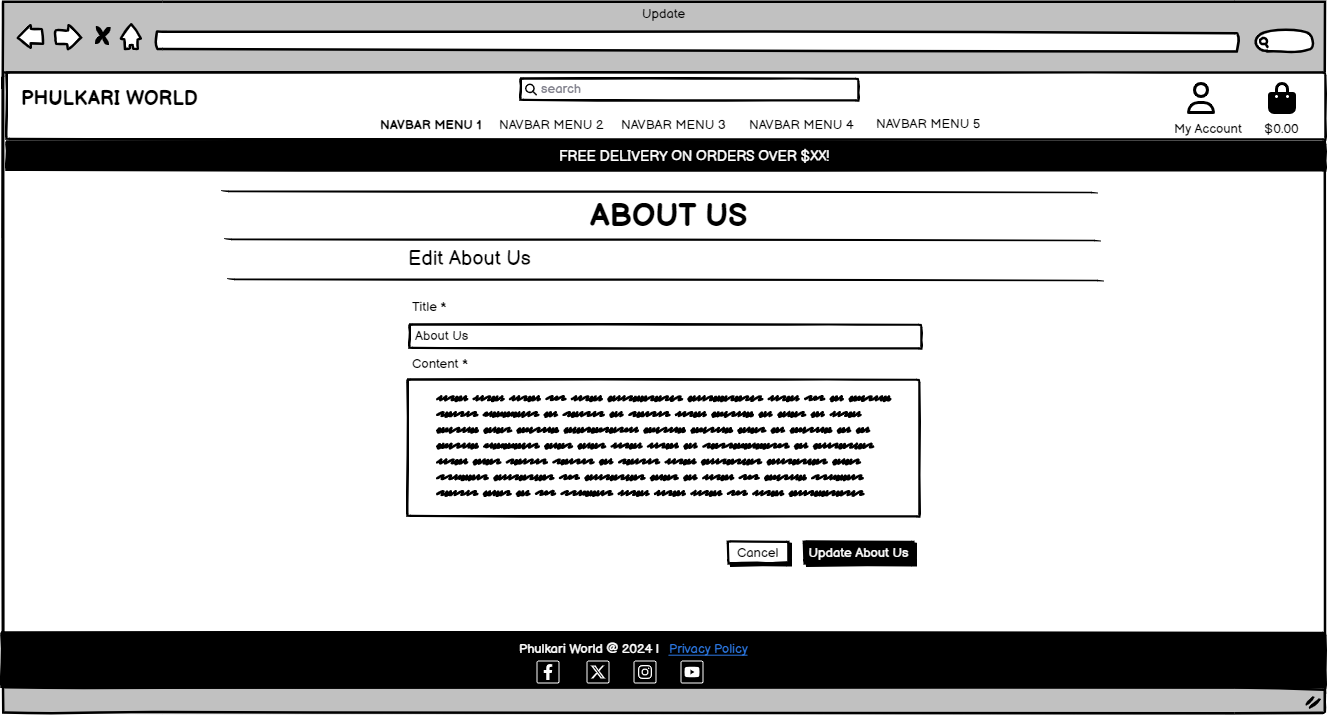 Update
PHULKARI WORLD
search
NAVBAR MENU 1 NAVBAR MENU 2 NAVBAR MENU 3 NAVBAR MENU 4 NAVBAR MENU 5
My Account $0.00
FREE DELIVERY ON ORDERS OVER $XX!
ABOUT US
Edit About Us
Title *
About Us
Content *
Cancel Update About Us
Phulkari World @ 2024 | Privacy Policy